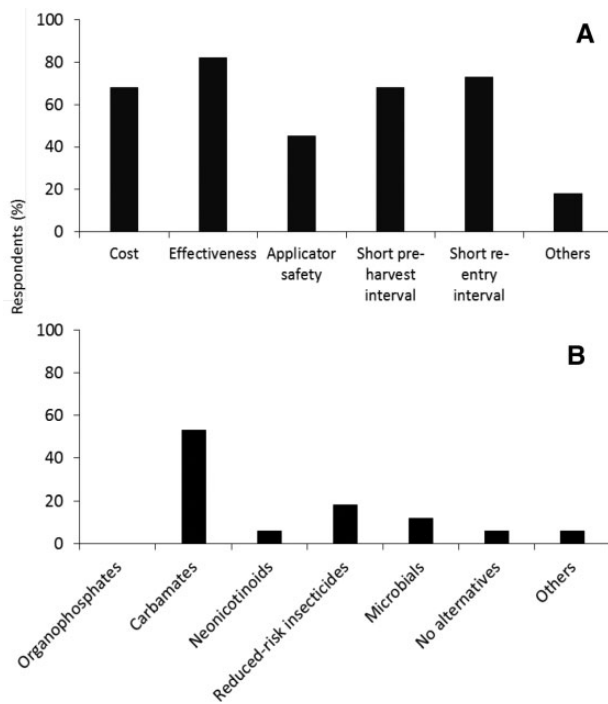 100
A
80
60
40
20
0
Cost
Effectiveness
Applicator
safety
Short pre-
harvest
interval
Short re-
entry
interval
Others
Respondents (%)
100
B
80
60
40
20
0
Organophosphates
Carbamates
Neonicotinoids
Reduced-risk insecticides
Microbials
No alternatives
Others